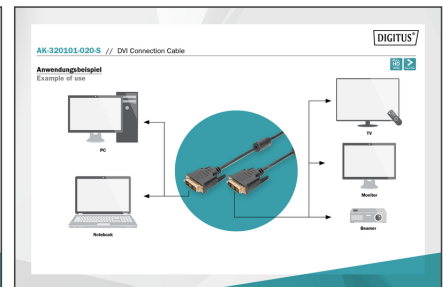 DIGITUS®
AK-320101-020-S // DVI Connection Cable
Anwendungsbeispiel
Example of use
PC
TV
Monitor
Notebook
Beamer